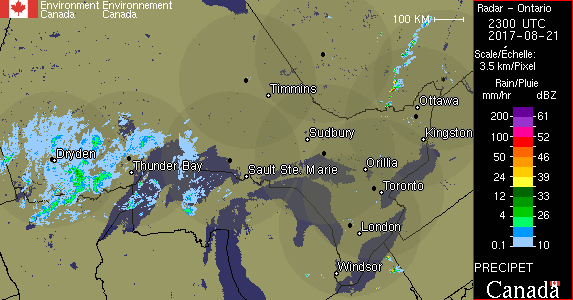 Environment Environnement
Canada Canada
100 KM
Timmins
Ottawa
Sudbury
Kingston
Dryden
Thunder Bay
Sault Ste. Marie
Orillia
Toronto
London
Windsor
Radar - Ontario
2300 UTC
2017-08-21
Scale/Échelle:
3.5 km/Pixel
Rain/Pluie
mm/hr dBZ
200 61
100 56
100 52
50 46
24 39
12 33
4 26
0.1 10
PRECIPET
Canada